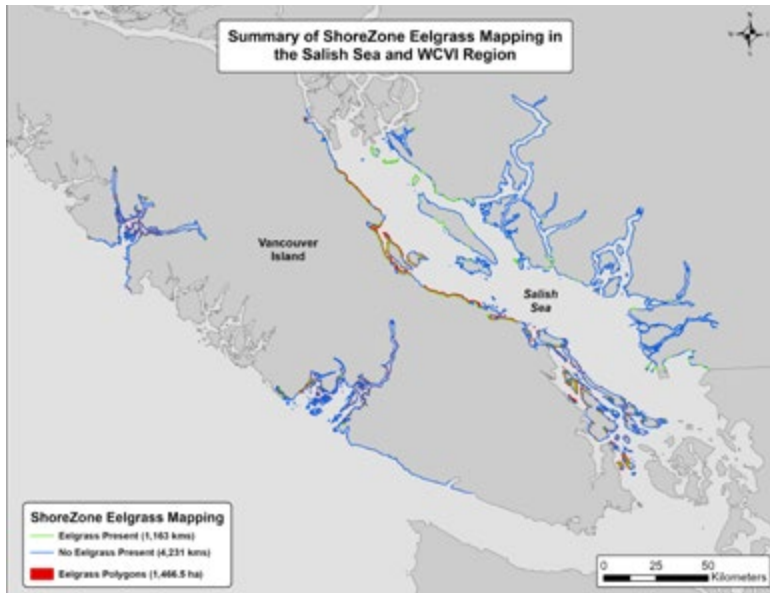 Summary of ShoreZone Eelgrass Mapping in
the Salish Sea and WCVI Region
N
W
E
S
Vancouver
Island
Salish
Sea
ShoreZone Eelgrass Mapping
Eelgrass Present (1,163 kms)
No Eelgrass Present (4,231 kms)
Eelgrass Polygons (1,466.5 ha)
0 25 50
Kilometers